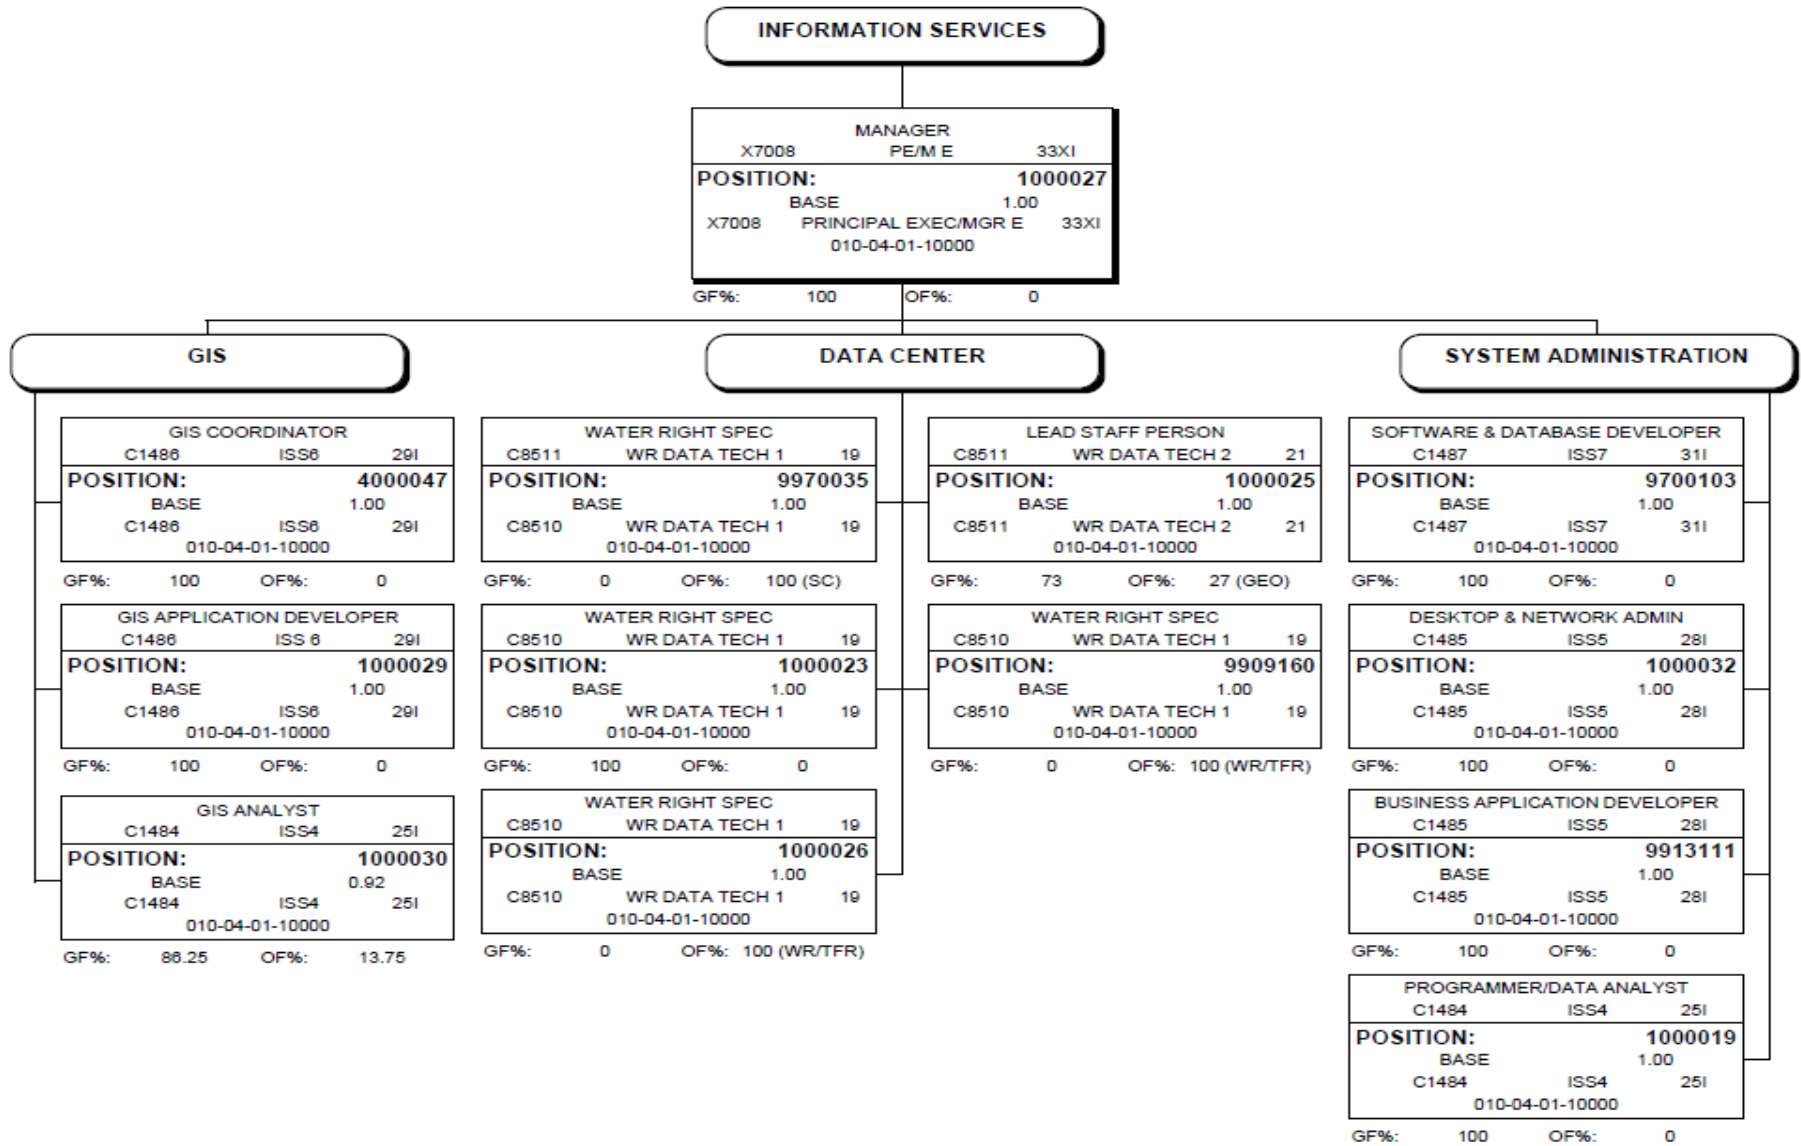 INFORMATION SERVICES
MANAGER
X7008 PE/M E 33XI
POSITION: 1000027
BASE 1.00
X7008 PRINCIPAL EXEC/MGR E 33XI
010-04-01-10000
GF%: 100 OF%: 0
GIS
GIS COORDINATOR
C1486 ISS6 29I
POSITION: 4000047
BASE 1.00
C1486 ISS6 29I
010-04-01-10000
GF%: 100 OF%: 0
GIS APPLICATION DEVELOPER
C1486 ISS 6 29I
POSITION: 1000029
BASE 1.00
C1486 ISS6 29I
010-04-01-10000
GF%: 100 OF%: 0
GIS ANALYST
C1484 ISS4 25I
POSITION: 1000030
BASE 0.92
C1484 ISS4 25I
010-04-01-10000
GF%: 86.25 OF%: 13.75
DATA CENTER
WATER RIGHT SPEC
C8511 WR DATA TECH 1 19
POSITION: 9970035
BASE 1.00
C8510 WR DATA TECH 1 19
010-04-01-10000
GF%: 0 OF%: 100 (SC)
WATER RIGHT SPEC
C8510 WR DATA TECH 1 19
POSITION: 1000023
BASE 1.00
C8510 WR DATA TECH 1 19
010-04-01-10000
GF%: 100 OF%: 0
WATER RIGHT SPEC
C8510 WR DATA TECH 1 19
POSITION: 1000026
BASE 1.00
C8510 WR DATA TECH 1 19
010-04-01-10000
GF%: 0 OF%: 100 (WR/TFR)
LEAD STAFF PERSON
C8511 WR DATA TECH 2 21
POSITION: 1000025
BASE 1.00
C8511 WR DATA TECH 2 21
010-04-01-10000
GF%: 73 OF%: 27 (GEO)
WATER RIGHT SPEC
C8510 WR DATA TECH 1 19
POSITION: 9909160
BASE 1.00
C8510 WR DATA TECH 1 19
010-04-01-10000
GF%: 0 OF%: 100 (WR/TFR)
SYSTEM ADMINISTRATION
SOFTWARE & DATABASE DEVELOPER
C1487 ISS7 31I
POSITION: 9700103
BASE 1.00
C1487 ISS7 31I
010-04-01-10000
GF%: 100 OF%: 0
DESKTOP & NETWORK ADMIN
C1485 ISS5 28I
POSITION: 1000032
BASE 1.00
C1485 ISS5 28I
010-04-01-10000
GF%: 100 OF%: 0
BUSINESS APPLICATION DEVELOPER
C1485 ISS5 28I
POSITION: 9913111
BASE 1.00
C1485 ISS5 28I
010-04-01-10000
GF%: 100 OF%: 0
PROGRAMMER/DATA ANALYST
C1484 ISS4 25I
POSITION: 1000019
BASE 1.00
C1484 ISS4 25I
010-04-01-10000
GF%: 100 OF%: 0